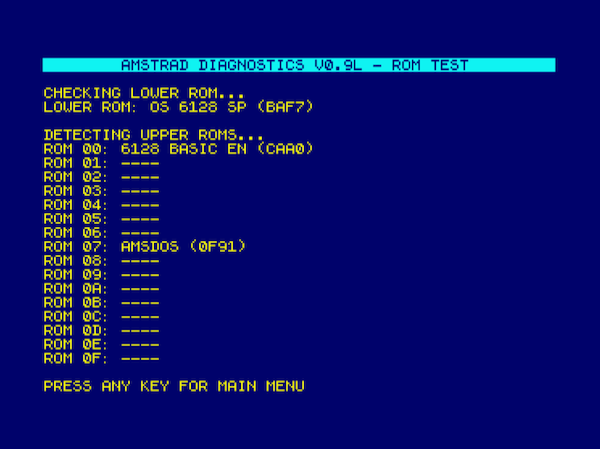 AMSTRAD DIAGNOSTICS V0.9L - ROM TEST
CHECKING LOWER ROM...
LOWER ROM: OS 6128 SP (BAF7)
DETECTING UPPER ROMS...
ROM 00: 6128 BASIC EN (CAA0)
ROM 01: ----
ROM 02: ----
ROM 03: ----
ROM 04: ----
ROM 05: ----
ROM 06: ----
ROM 07: AMSDOS (0F91)
ROM 08: ----
ROM 09: ----
ROM 0A: ----
ROM 0B: ----
ROM 0C: ----
ROM 0D: ----
ROM 0E: ----
ROM 0F: ----
PRESS ANY KEY FOR MAIN MENU